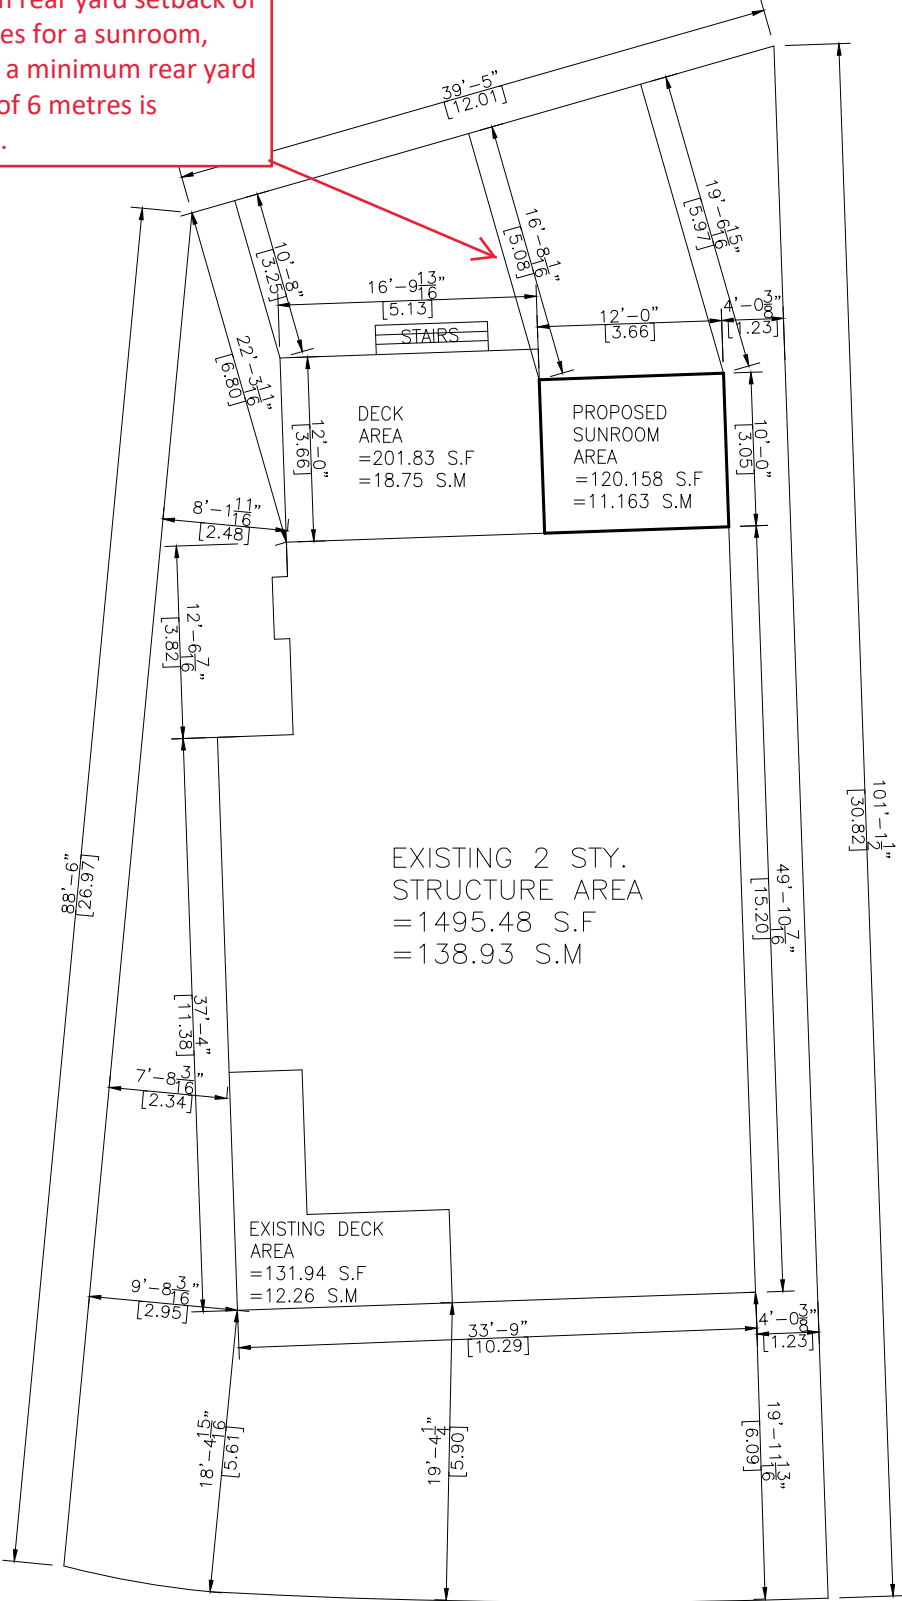 rear yard setback of
for a sunroom,
a minimum rear yard
of 6 metres is
.
39'-5"
[12.01]
10'-8"
[3.25]
16'-8 1/16"
[5.08]
19'-6 15/16"
[5.97]
16'-9 13/16"
[5.13]
STAIRS
12'-0"
[3.66]
4'-0 3/8"
[1.23]
22'-3 11/16"
[6.80]
12'-0"
[3.66]
DECK
AREA
=201.83 S.F
=18.75 S.M
PROPOSED
SUNROOM
AREA
=120.158 S.F
=11.163 S.M
10'-0"
[3.05]
8'-1 11/16"
[2.48]
12'-6 7/16"
[3.82]
88'-6"
[26.97]
101'-1 1/2"
[30.82]
49'-10 7/16"
[15.20]
EXISTING 2 STY.
STRUCTURE AREA
=1495.48 S.F
=138.93 S.M
37'-4"
[11.38]
7'-8 3/16"
[2.34]
EXISTING DECK
AREA
=131.94 S.F
=12.26 S.M
9'-8 3/16"
[2.95]
33'-9"
[10.29]
4'-0 3/8"
[1.23]
18'-4 15/16"
[5.61]
19'-4 1/4"
[5.90]
19'-11 13/16"
[6.09]